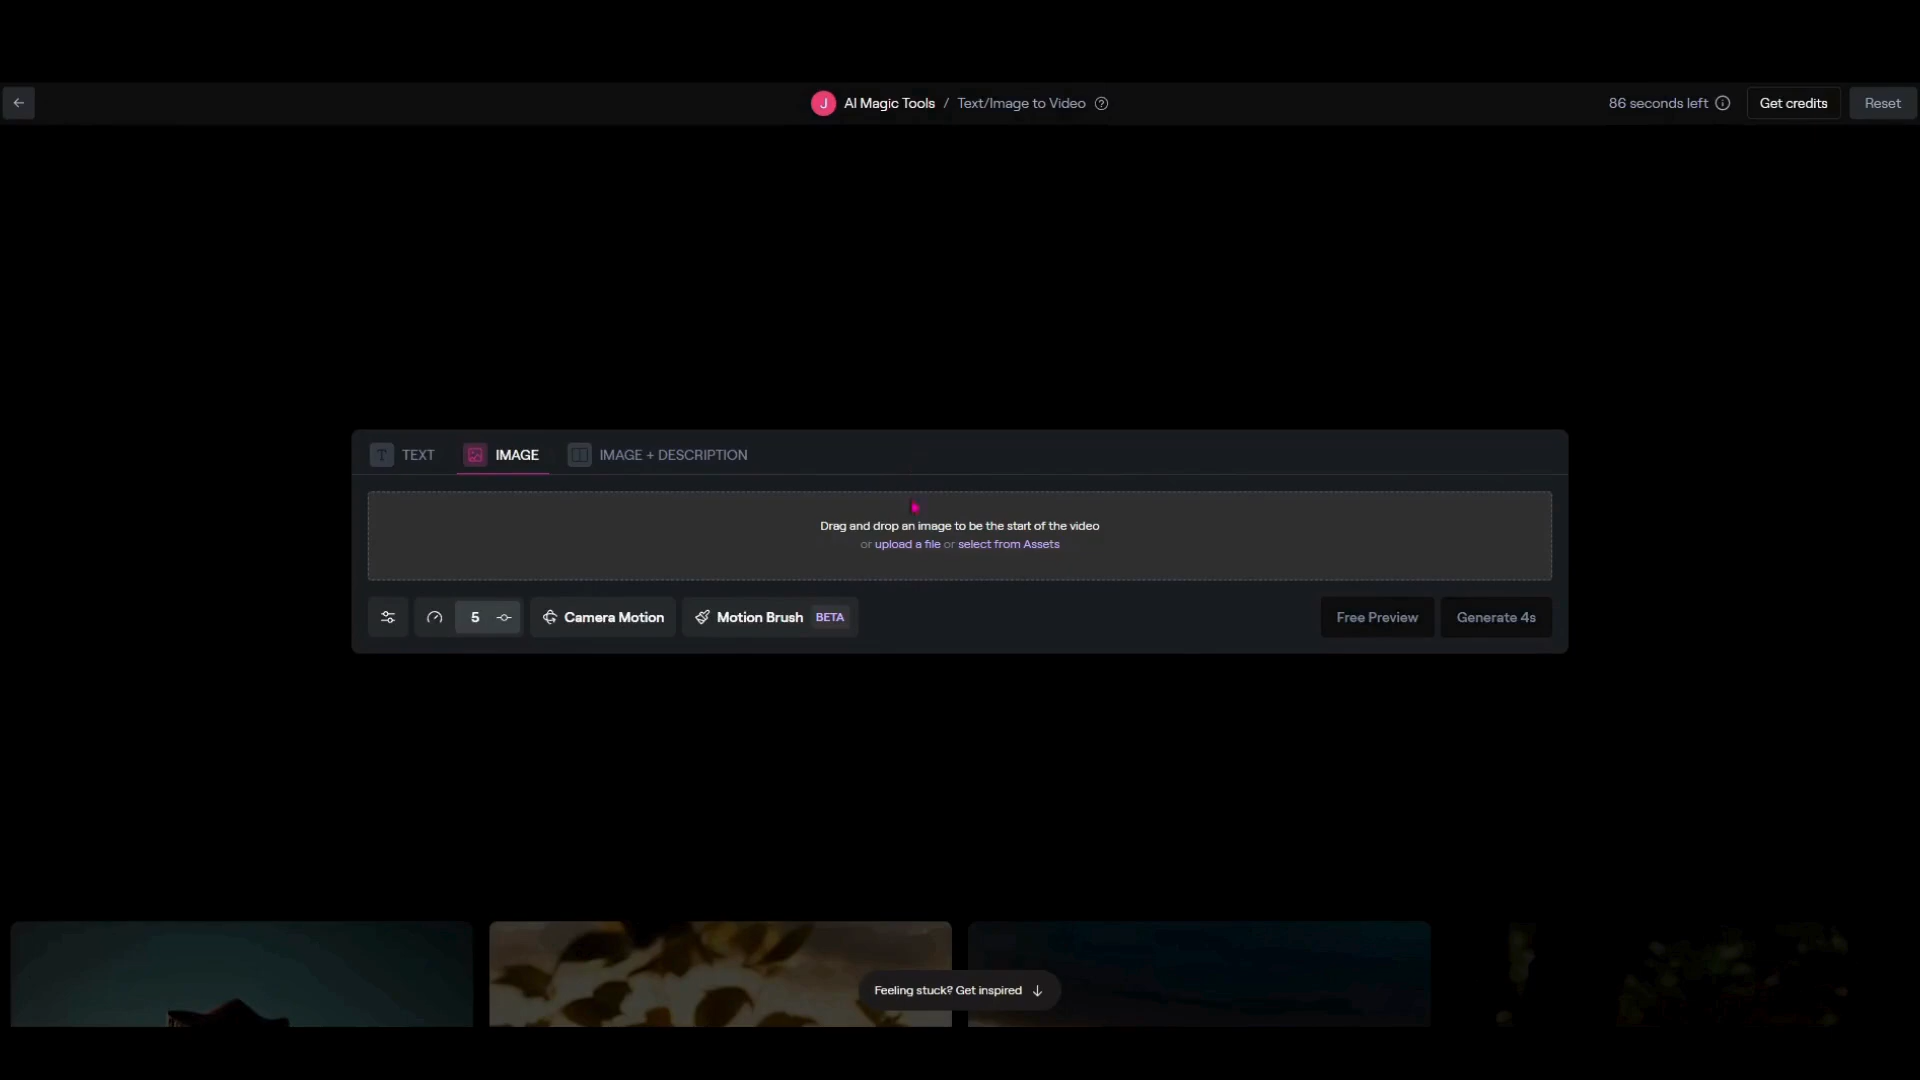 J AI Magic Tools / Text/Image to Video ?
86 seconds left
Get credits
Reset
T TEXT
IMAGE
IMAGE + DESCRIPTION
Drag and drop an image to be the start of the video
or upload a file or select from Assets
5
Camera Motion
Motion Brush BETA
Free Preview
Generate 4s
Feeling stuck? Get inspired